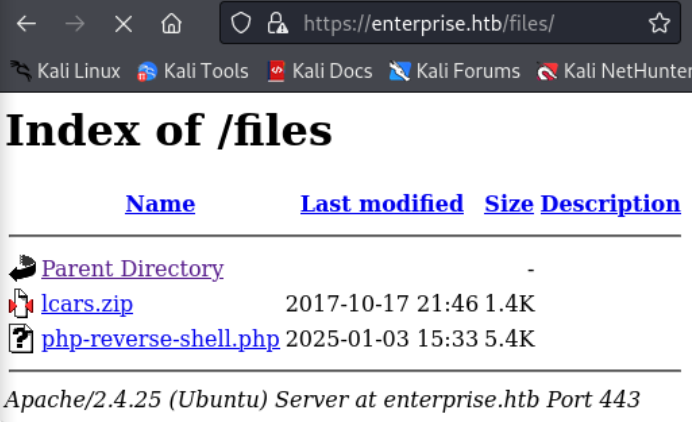 https://enterprise.htb/files/
Kali Linux Kali Tools Kali Docs Kali Forums Kali NetHunter
Index of /files
Name Last modified Size Description
Parent Directory -
lcars.zip 2017-10-17 21:46 1.4K
php-reverse-shell.php 2025-01-03 15:33 5.4K
Apache/2.4.25 (Ubuntu) Server at enterprise.htb Port 443